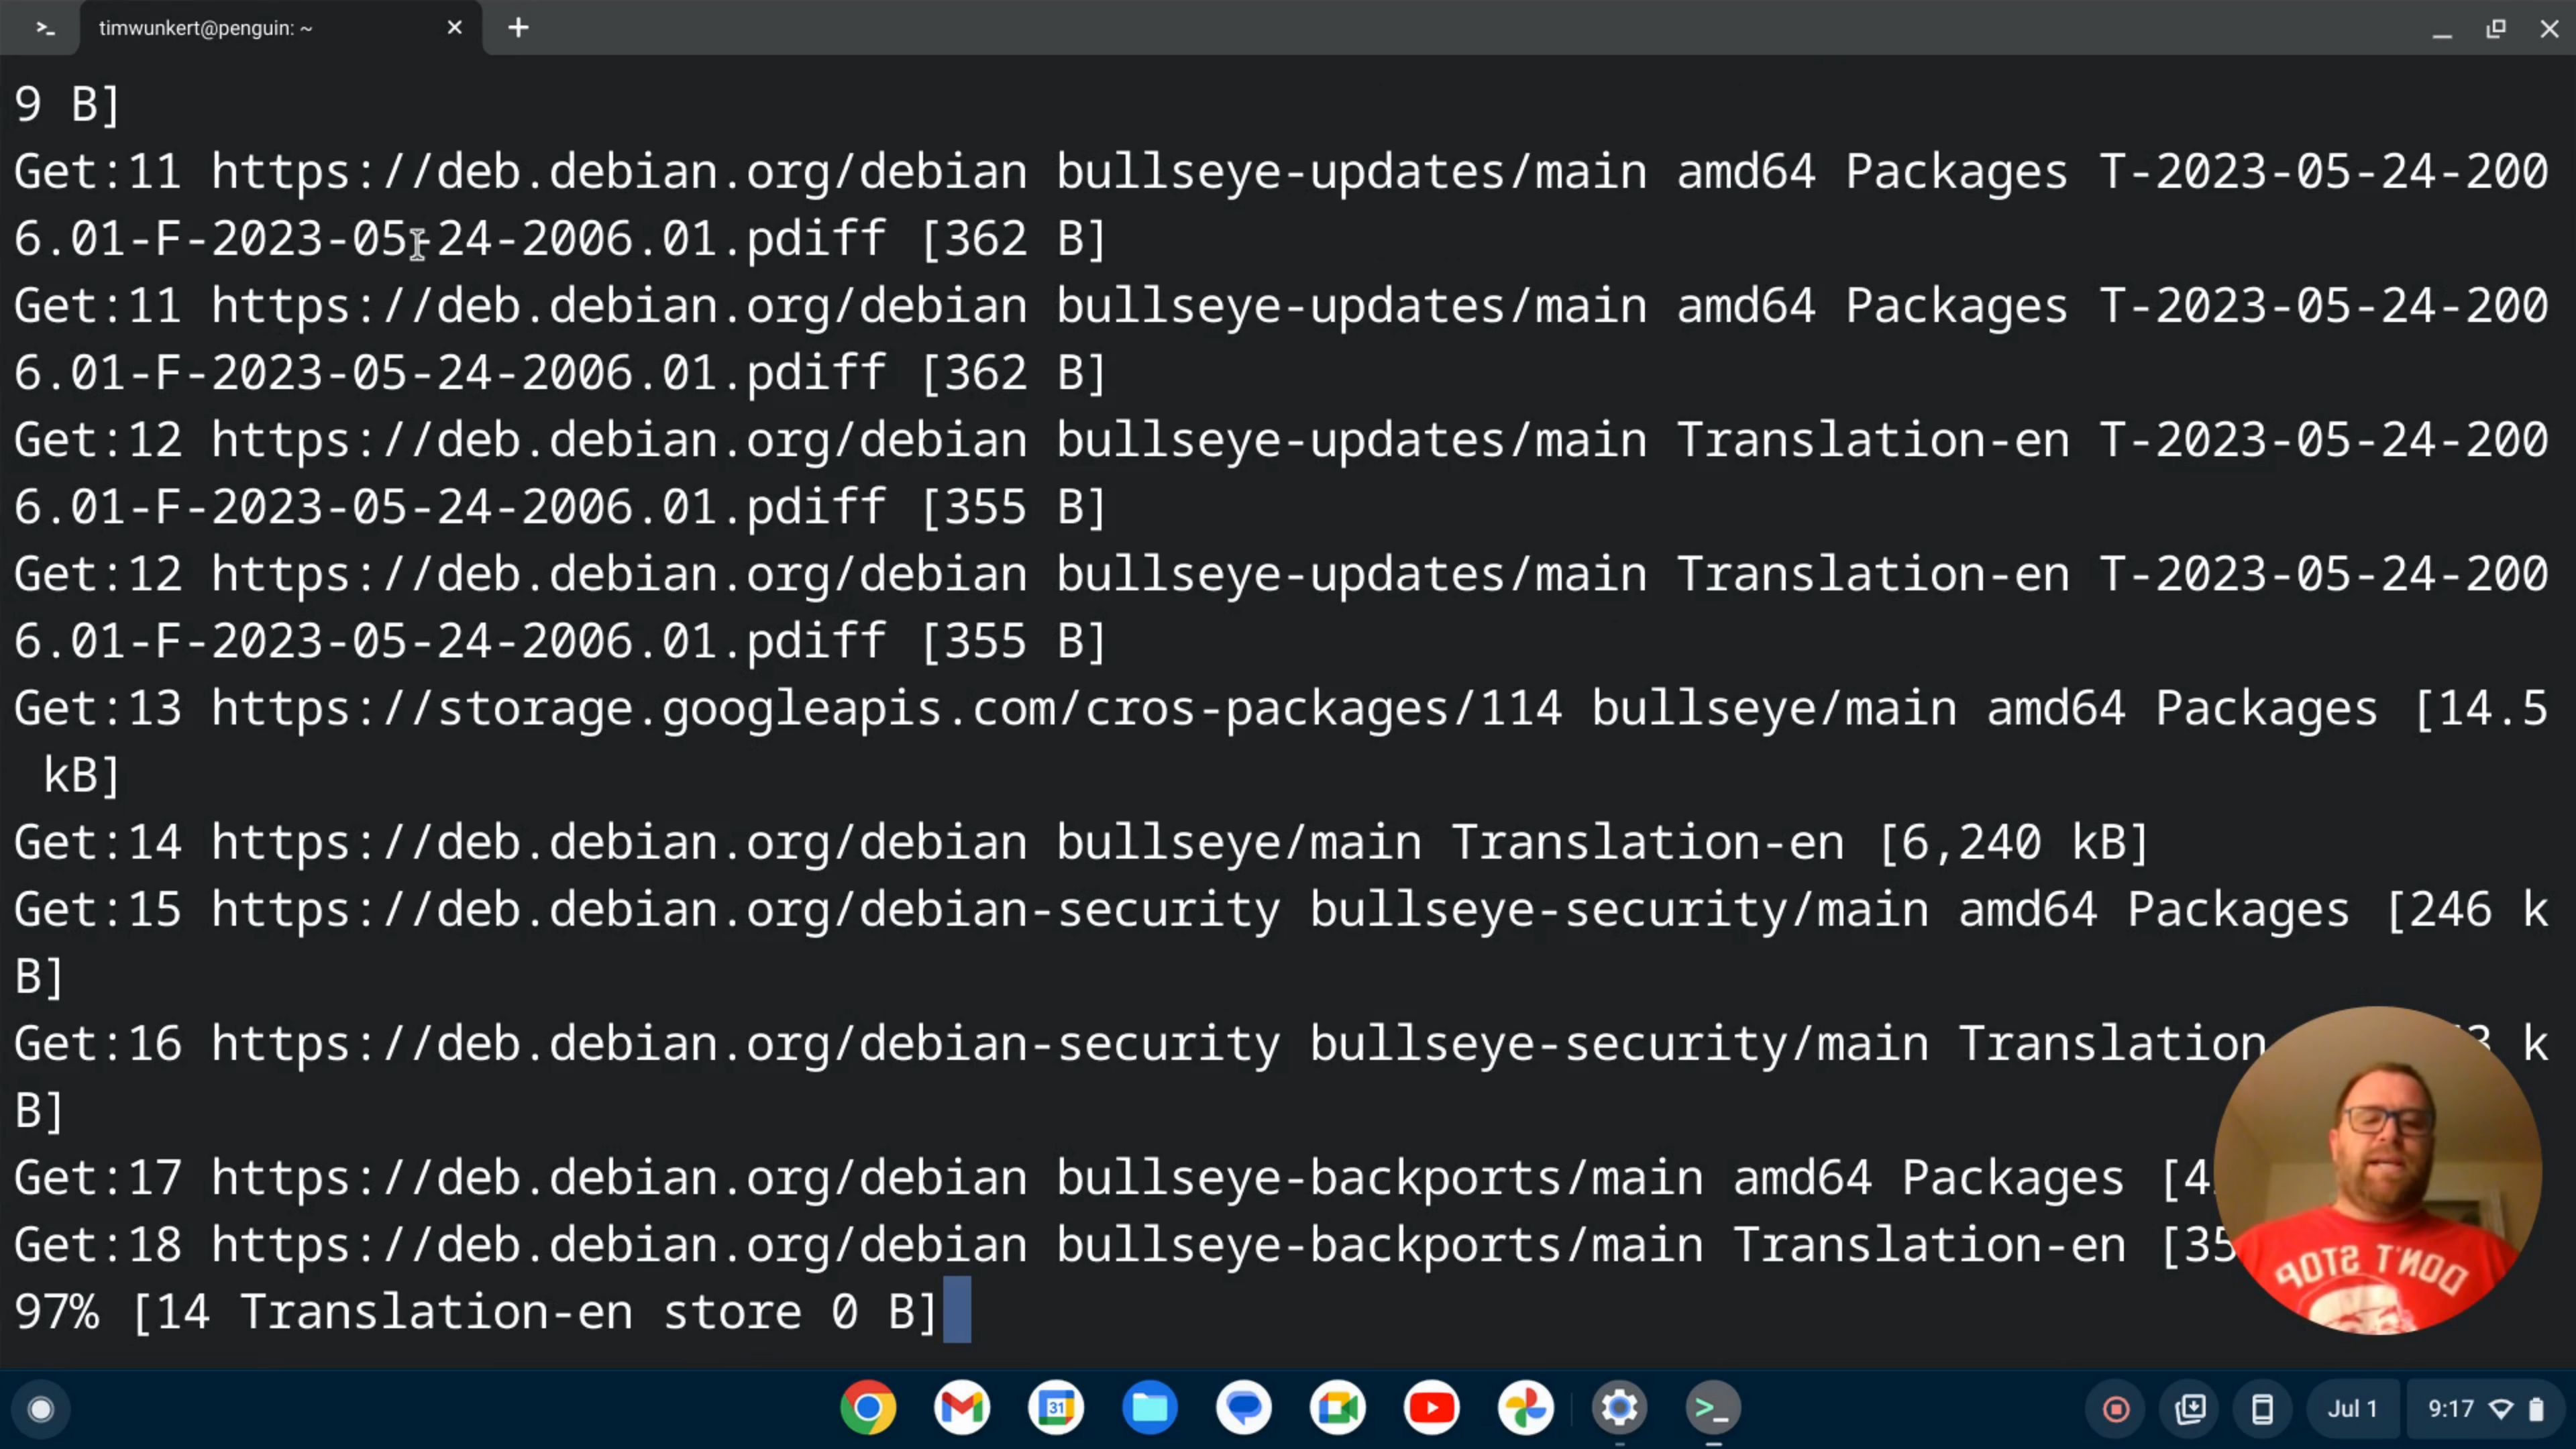 timwunkert@penguin: ~
9 B]
Get:11 https://deb.debian.org/debian bullseye-updates/main amd64 Packages T-2023-05-24-200
6.01-F-2023-05-24-2006.01.pdiff [362 B]
Get:11 https://deb.debian.org/debian bullseye-updates/main amd64 Packages T-2023-05-24-200
6.01-F-2023-05-24-2006.01.pdiff [362 B]
Get:12 https://deb.debian.org/debian bullseye-updates/main Translation-en T-2023-05-24-200
6.01-F-2023-05-24-2006.01.pdiff [355 B]
Get:12 https://deb.debian.org/debian bullseye-updates/main Translation-en T-2023-05-24-200
6.01-F-2023-05-24-2006.01.pdiff [355 B]
Get:13 https://storage.googleapis.com/cros-packages/114 bullseye/main amd64 Packages [14.5
kB]
Get:14 https://deb.debian.org/debian bullseye/main Translation-en [6,240 kB]
Get:15 https://deb.debian.org/debian-security bullseye-security/main amd64 Packages [246 k
B]
Get:16 https://deb.debian.org/debian-security bullseye-security/main Translation k
B]
Get:17 https://deb.debian.org/debian bullseye-backports/main amd64 Packages [4
Get:18 https://deb.debian.org/debian bullseye-backports/main Translation-en [35
97% [14 Translation-en store 0 B]
DON'T STOP
31
Jul 1
9:17